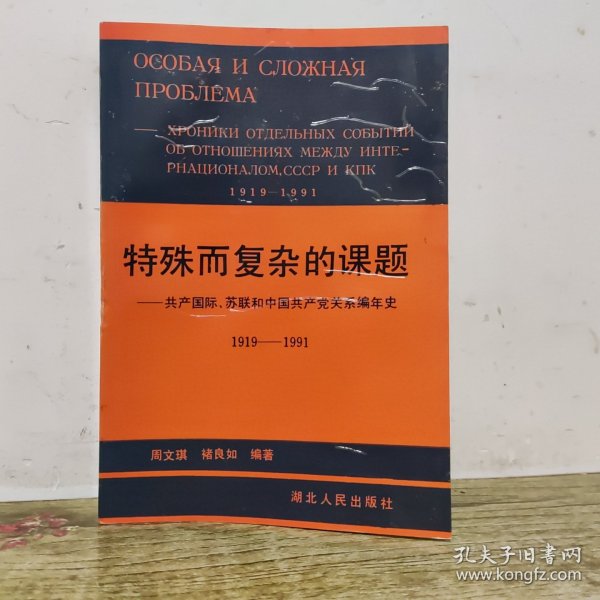 ОСОБАЯ И СЛОЖНАЯ
ПРОБЛЕМА
— ХРОНИКИ ОТДЕЛЬНЫХ СОБЫТИЙ
ОБ ОТНОШЕНИЯХ МЕЖДУ ИНТЕ-
РНАЦИОНАЛОМ, СССР И КПК
1919—1991
特殊而复杂的课题
——共产国际、苏联和中国共产党关系编年史
1919——1991
周文琪 褚良如 编著
湖北人民出版社
孔夫子旧书网
www.kongfz.com